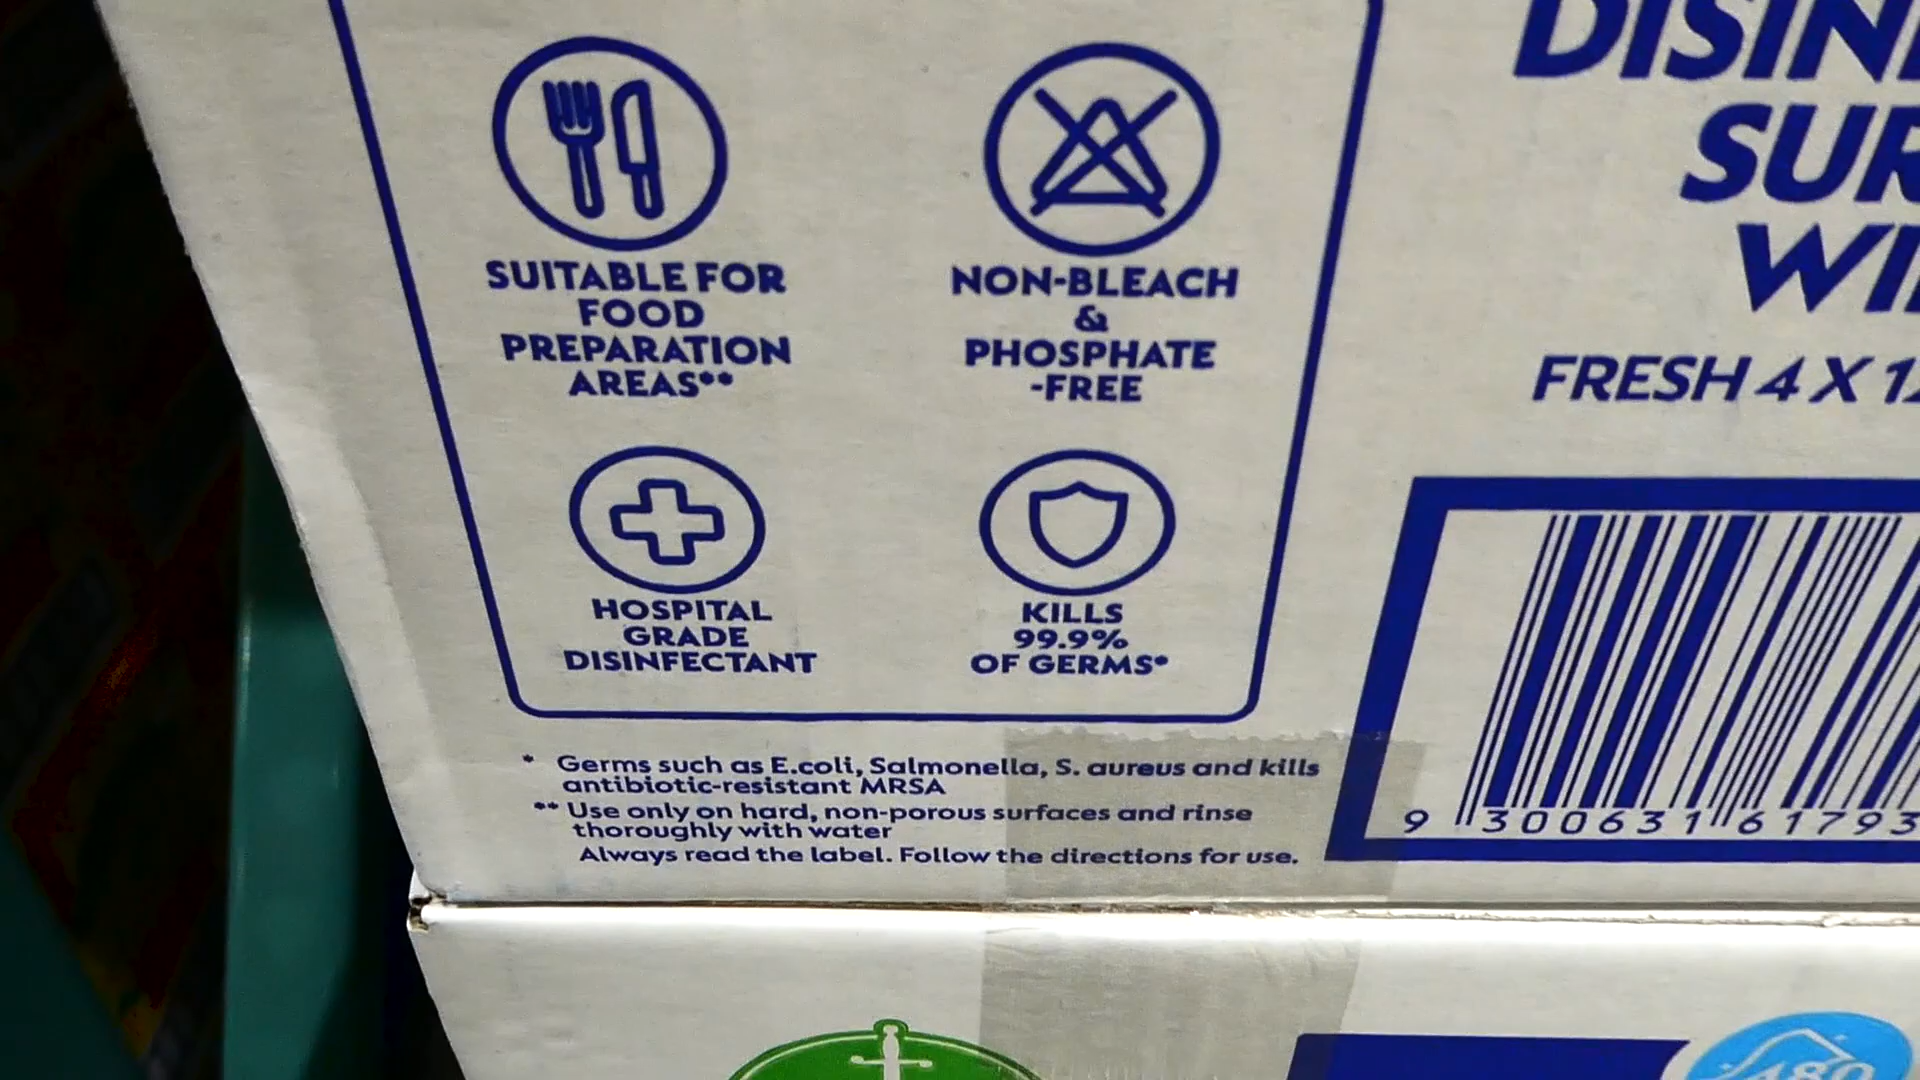 SUITABLE FOR
FOOD
PREPARATION
AREAS**
NON-BLEACH
&
PHOSPHATE
-FREE
HOSPITAL
GRADE
DISINFECTANT
KILLS
99.9%
OF GERMS*
* Germs such as E.coli, Salmonella, S. aureus and kills
antibiotic-resistant MRSA
** Use only on hard, non-porous surfaces and rinse
thoroughly with water
Always read the label. Follow the directions for use.
DISIN
SUR
WI
FRESH 4 X 1
9 300631 61793